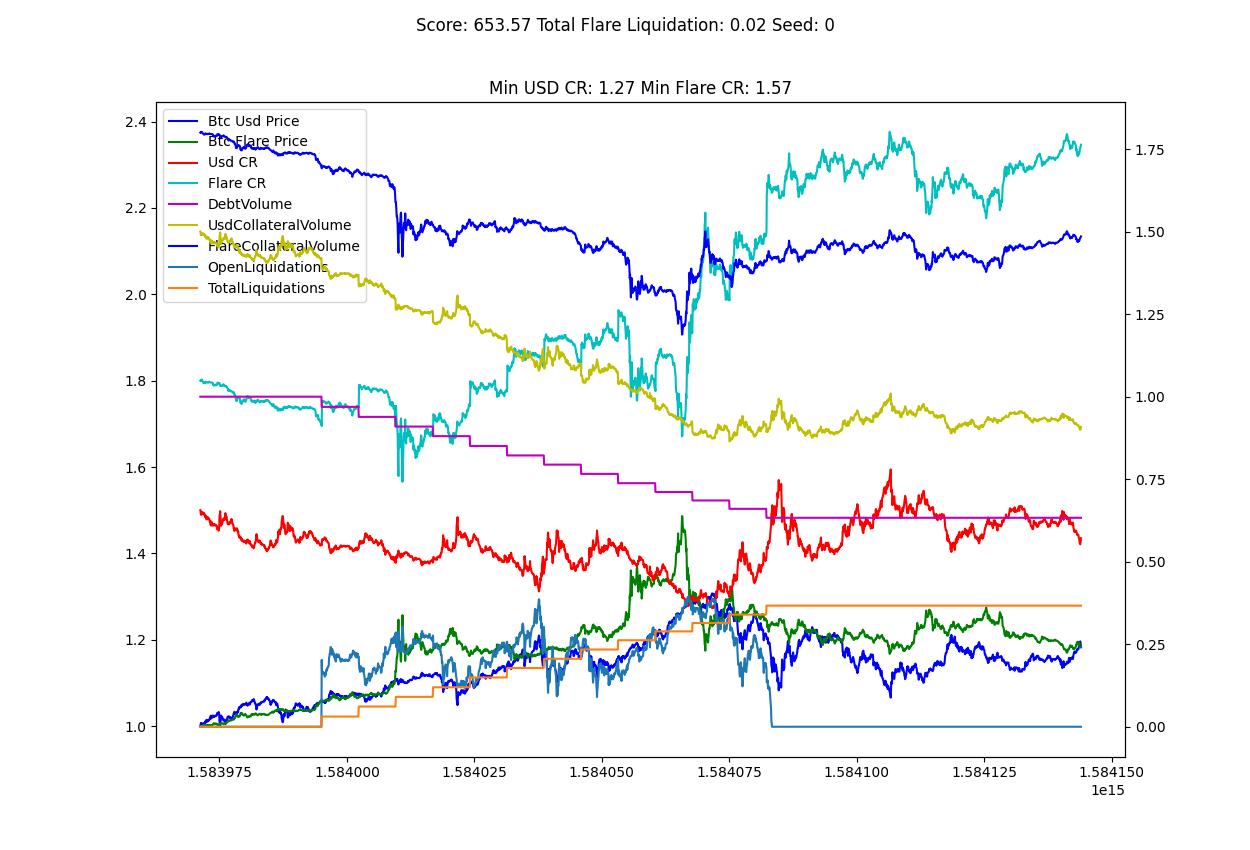 Score: 653.57 Total Flare Liquidation: 0.02 Seed: 0
Min USD CR: 1.27 Min Flare CR: 1.57
Btc Usd Price
Btc Flare Price
Usd CR
Flare CR
DebtVolume
UsdCollateralVolume
FlareCollateralVolume
OpenLiquidations
TotalLiquidations
2.4
2.2
2.0
1.8
1.6
1.4
1.2
1.0
1.75
1.50
1.25
1.00
0.75
0.50
0.25
0.00
1.583975 1.584000 1.584025 1.584050 1.584075 1.584100 1.584125 1.584150
1e15